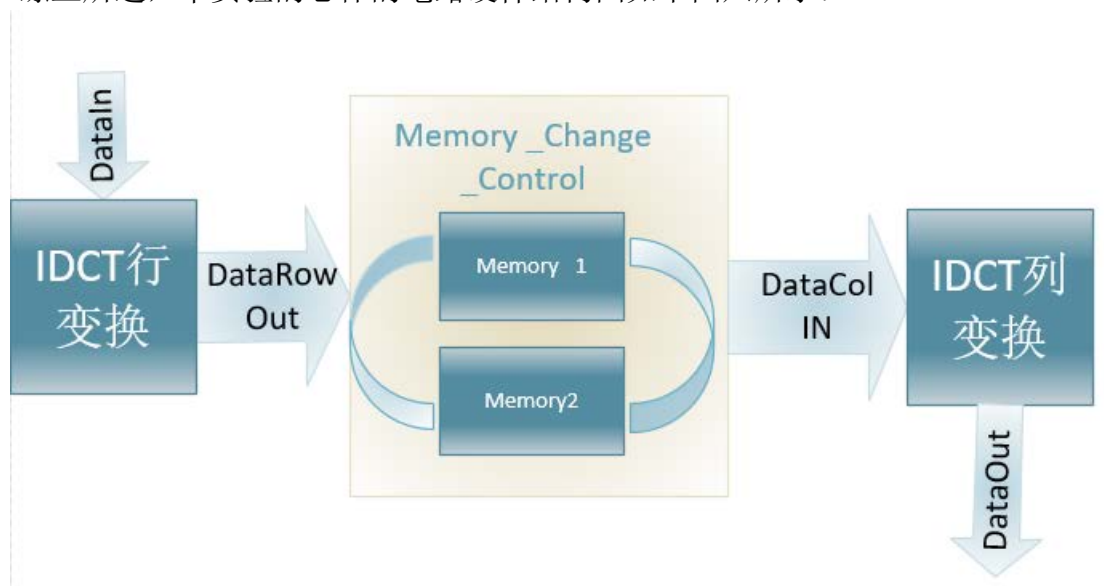 DataIn
Memory _Change
_Control
IDCT行
变换
DataRow
Out
Memory 1
Memory2
DataCol
IN
IDCT列
变换
DataOut